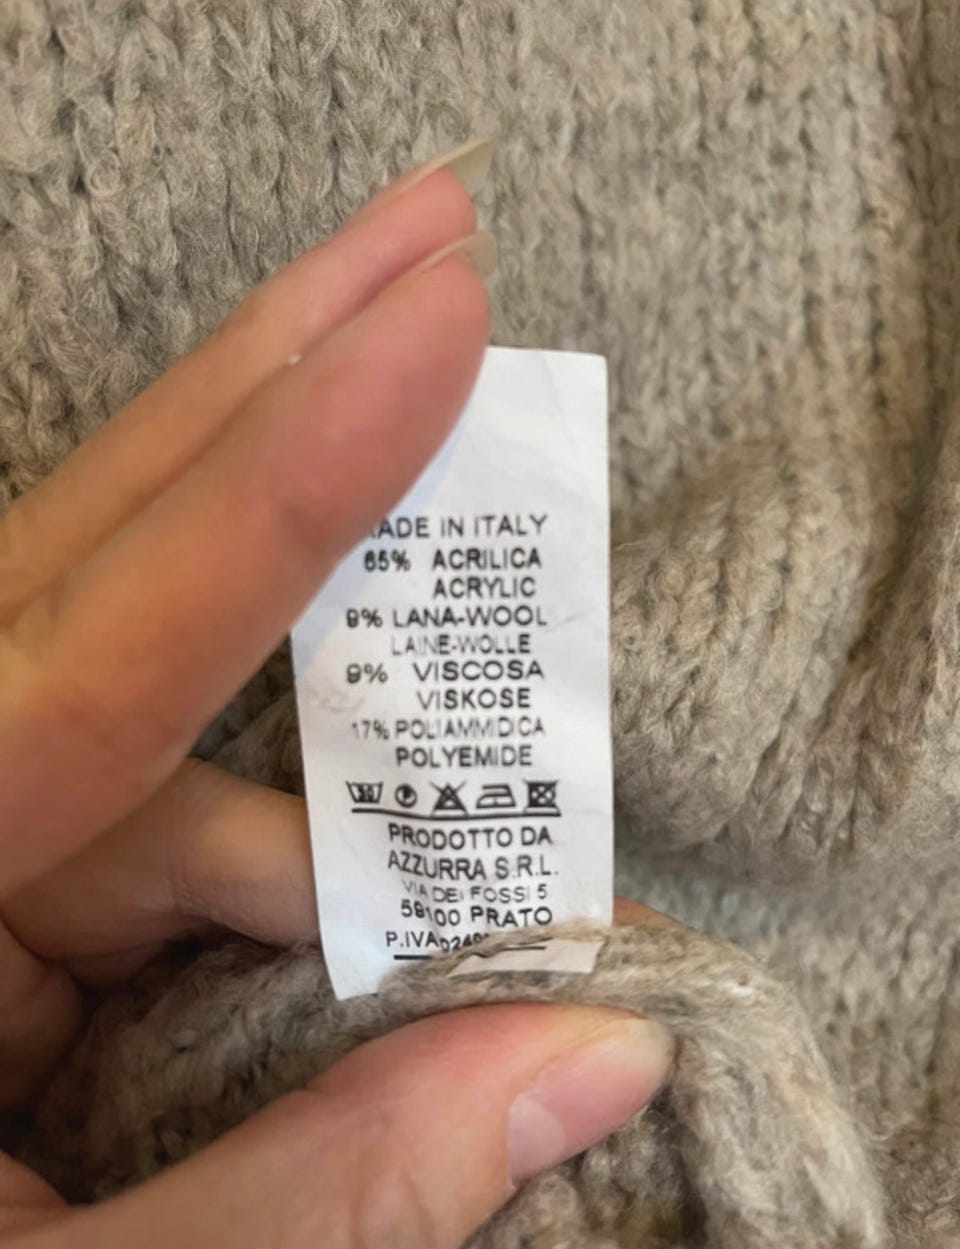 MADE IN ITALY
65% ACRILICA
ACRYLIC
9% LANA-WOOL
LAINE-WOLLE
9% VISCOSA
VISKOSE
17% POLIAMMIDICA
POLYEMIDE
PRODOTTO DA
AZZURRA S.R.L.
VIA DEI FOSSI 5
59100 PRATO
P.IVA